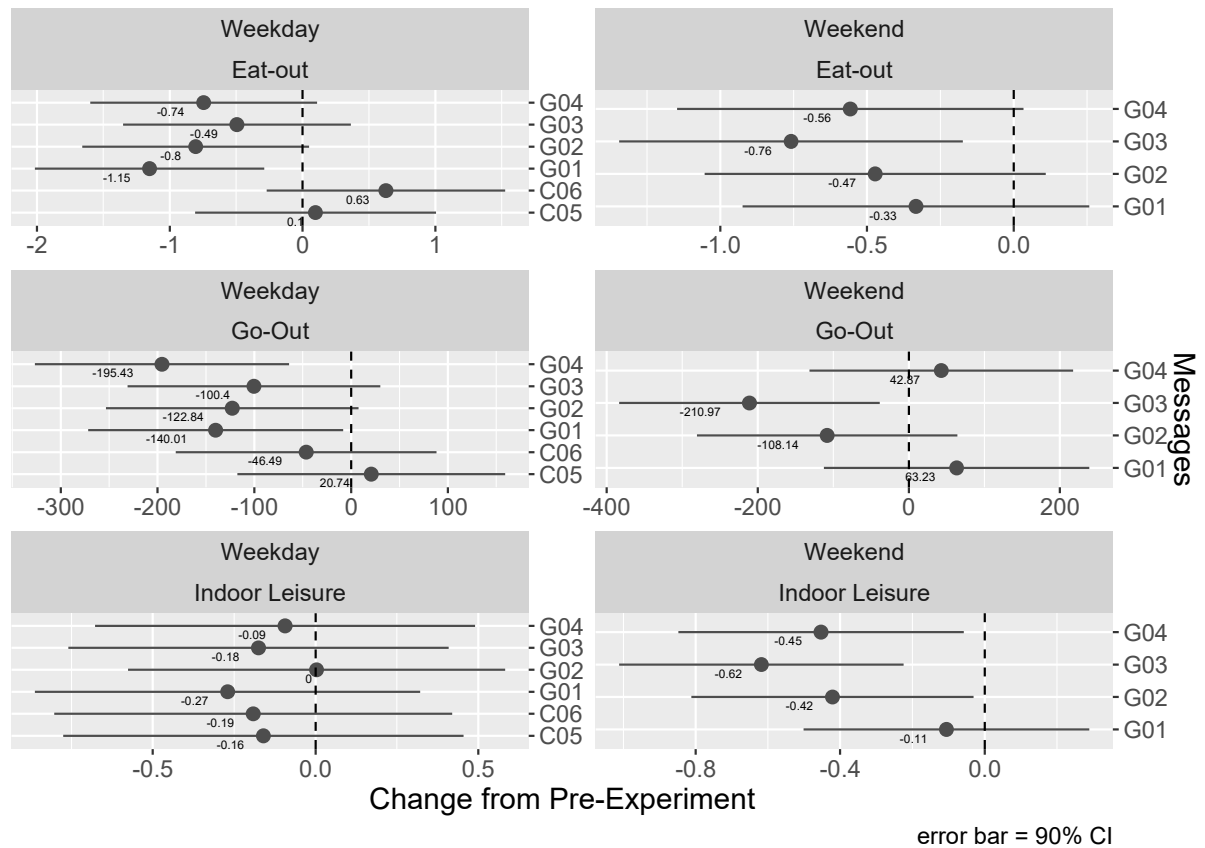 Weekday
Eat-out
G04
-0.74
G03
-0.49
G02
-0.8
G01
-1.15
C06
0.63
C05
0.1
-2 -1 0 1
Weekend
Eat-out
G04
-0.56
G03
-0.76
G02
-0.47
G01
-0.33
-1.0 -0.5 0.0
Weekday
Go-Out
G04
-195.43
G03
-100.4
G02
-122.84
G01
-140.01
C06
-46.49
C05
20.74
-300 -200 -100 0 100
Weekend
Go-Out
G04
42.87
G03
-210.97
G02
-108.14
G01
63.23
-400 -200 0 200
Messages
Weekday
Indoor Leisure
G04
-0.09
G03
-0.18
G02
0
G01
-0.27
C06
-0.19
C05
-0.16
-0.5 0.0 0.5
Weekend
Indoor Leisure
G04
-0.45
G03
-0.62
G02
-0.42
G01
-0.11
-0.8 -0.4 0.0
Change from Pre-Experiment
error bar = 90% CI